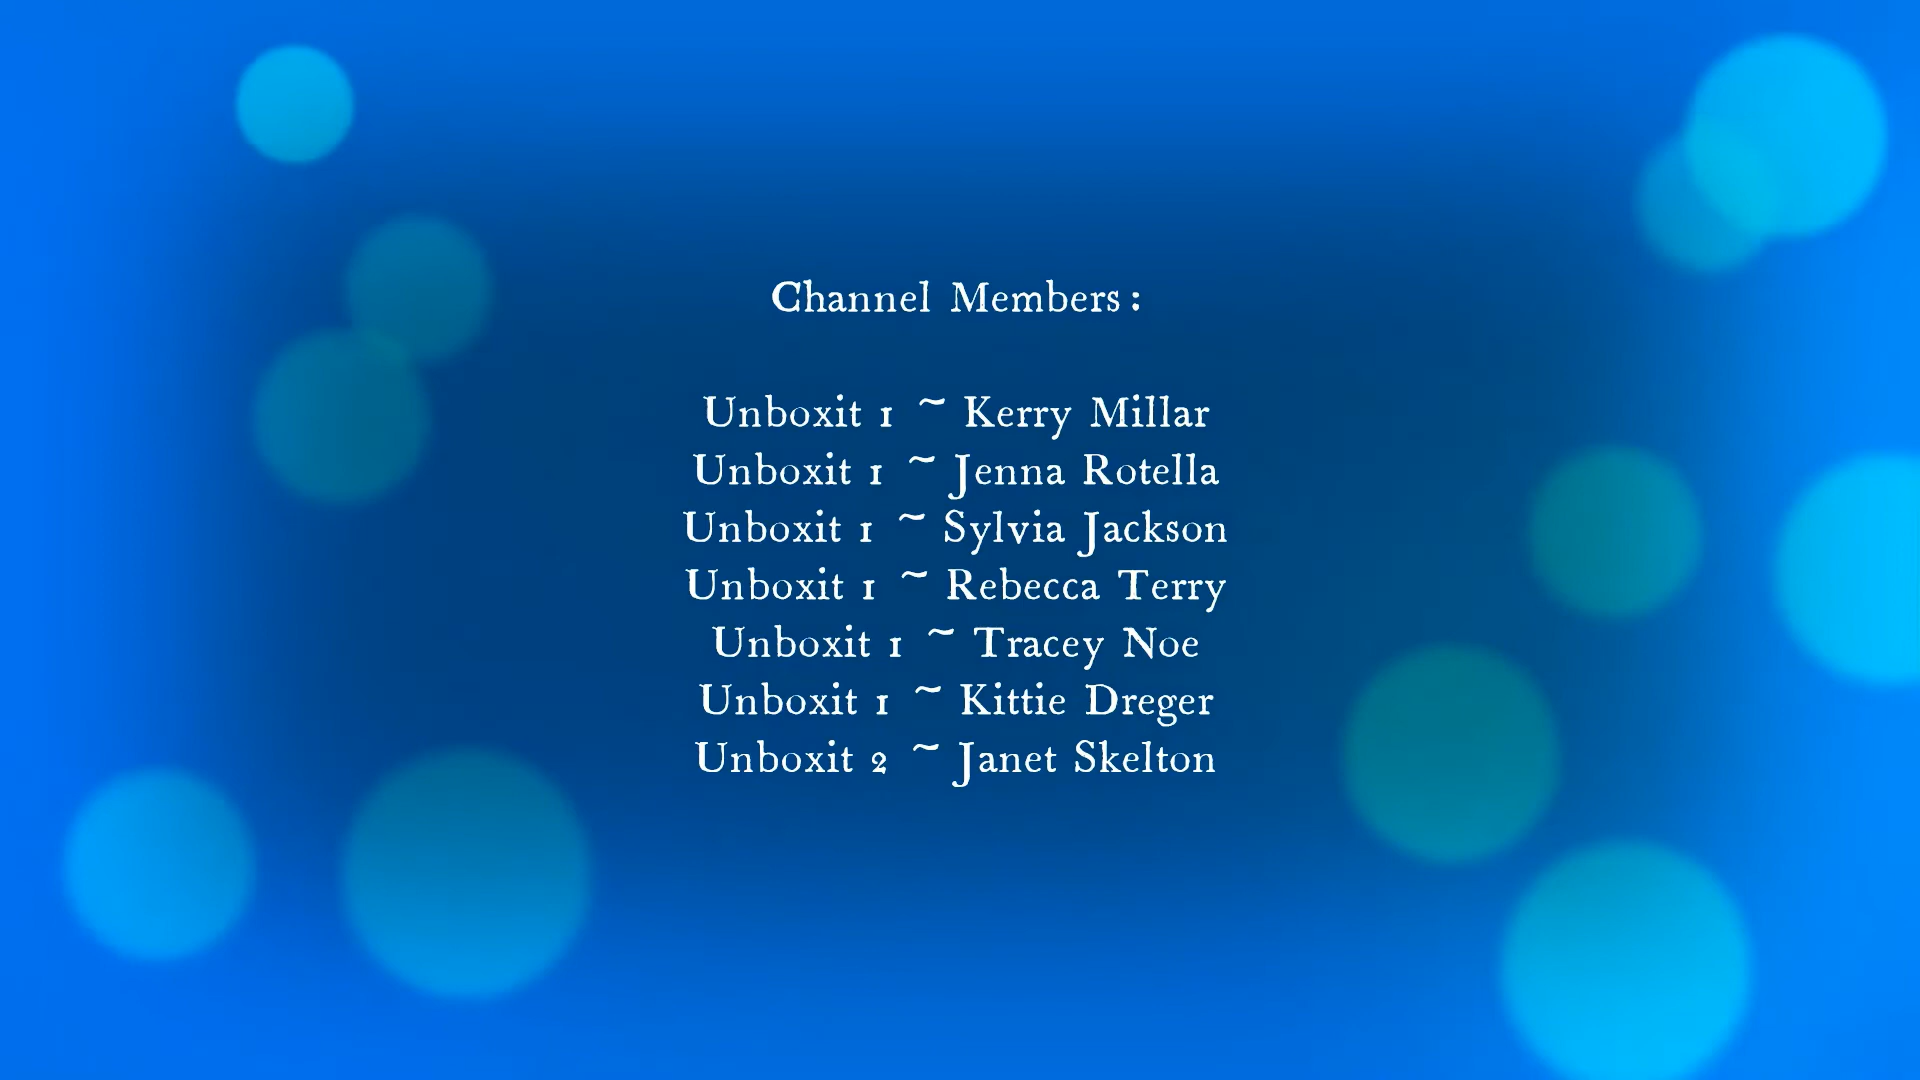 Channel Members:
Unboxit 1 ~ Kerry Millar
Unboxit 1 ~ Jenna Rotella
Unboxit 1 ~ Sylvia Jackson
Unboxit 1 ~ Rebecca Terry
Unboxit 1 ~ Tracey Noe
Unboxit 1 ~ Kittie Dreger
Unboxit 2 ~ Janet Skelton